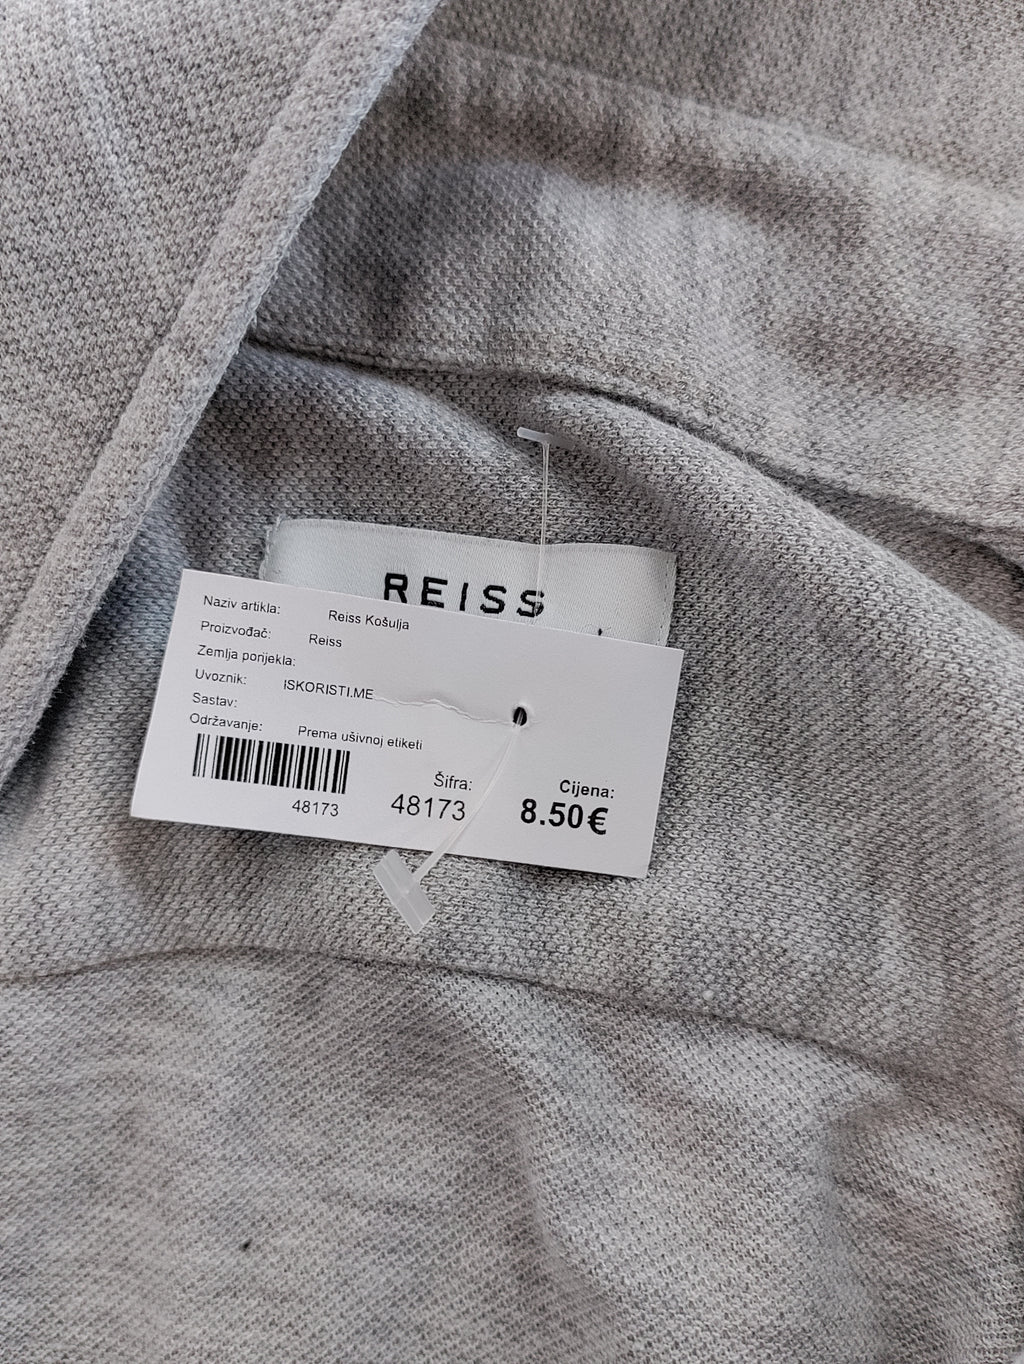 REISS
Naziv artikla: Reiss Košulja
Proizvođač: Reiss
Zemlja porijekla:
Uvoznik: ISKORISTI.ME
Sastav:
Održavanje: Prema ušivnoj etiketi
48173
Šifra:
48173
Cijena:
8.50€